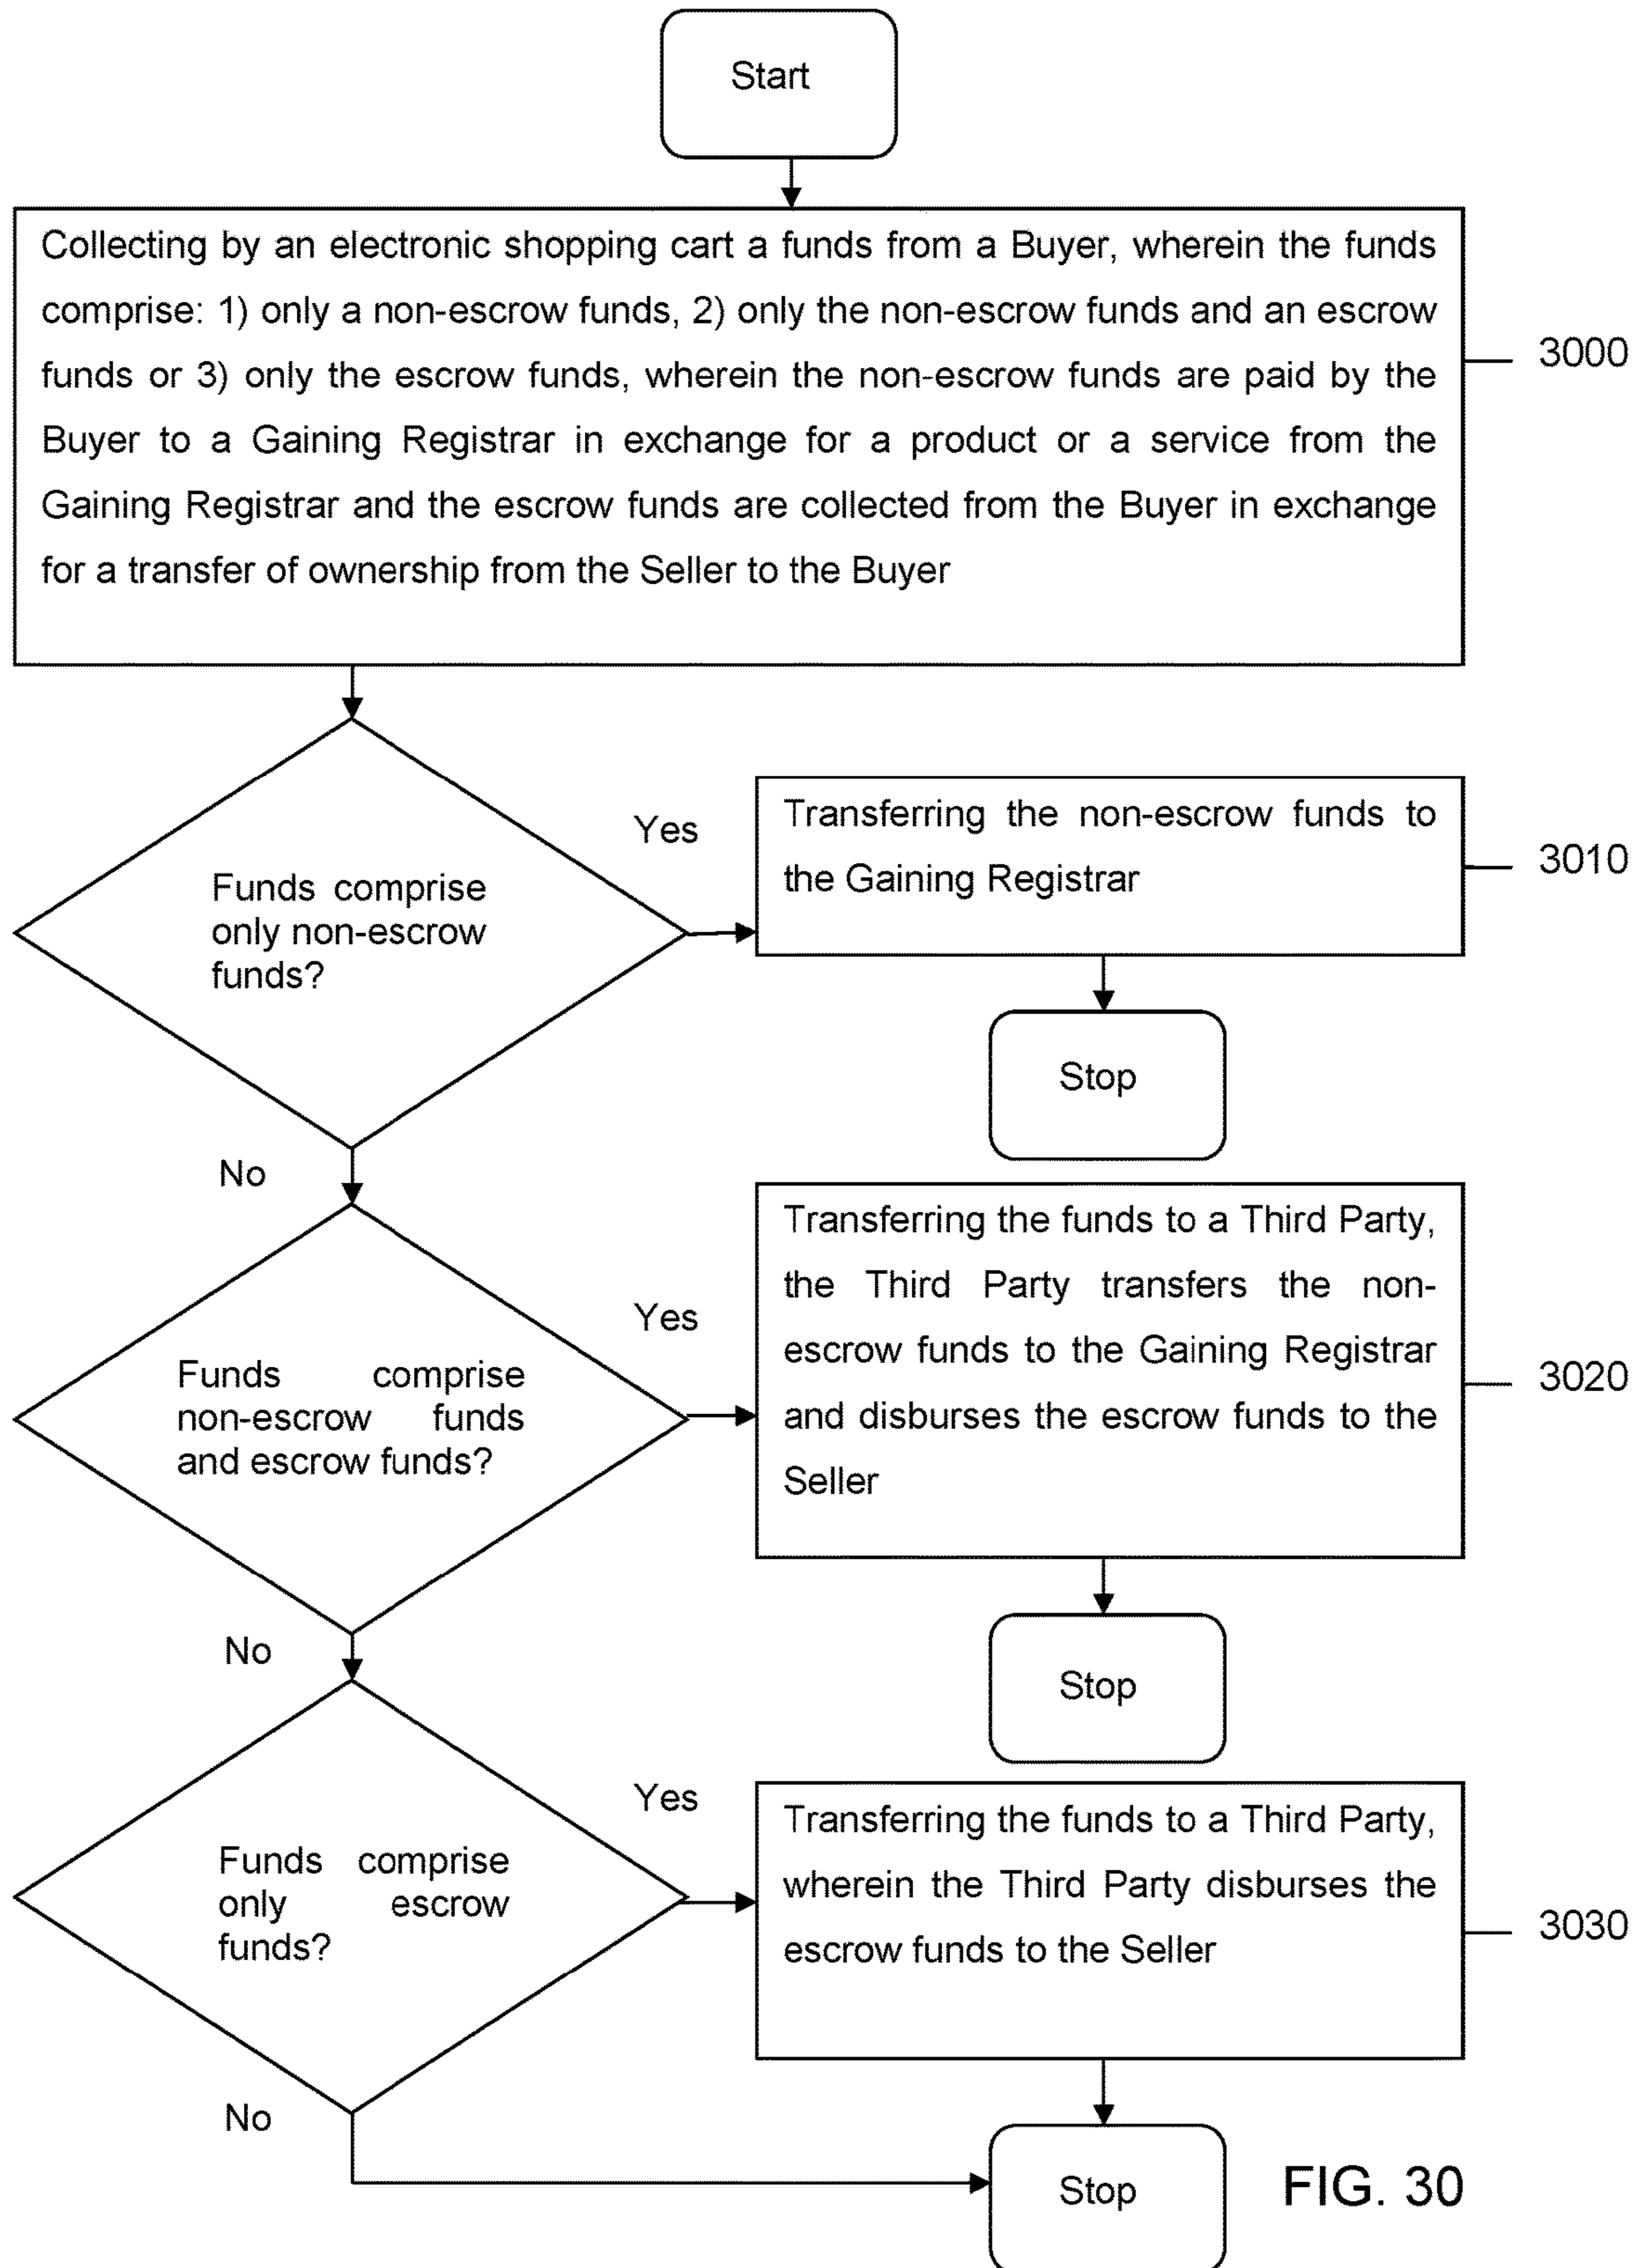 Start
Collecting by an electronic shopping cart a funds from a Buyer, wherein the funds
comprise: 1) only a non-escrow funds, 2) only the non-escrow funds and an escrow
funds or 3) only the escrow funds, wherein the non-escrow funds are paid by the
Buyer to a Gaining Registrar in exchange for a product or a service from the
Gaining Registrar and the escrow funds are collected from the Buyer in exchange
for a transfer of ownership from the Seller to the Buyer
3000
Funds comprise
only non-escrow
funds?
Yes
Transferring the non-escrow funds to
the Gaining Registrar
3010
Stop
No
Funds comprise
non-escrow funds
and escrow funds?
Yes
Transferring the funds to a Third Party,
the Third Party transfers the non-
escrow funds to the Gaining Registrar
and disburses the escrow funds to the
Seller
3020
Stop
No
Funds comprise
only escrow
funds?
Yes
Transferring the funds to a Third Party,
wherein the Third Party disburses the
escrow funds to the Seller
3030
No
Stop
FIG. 30